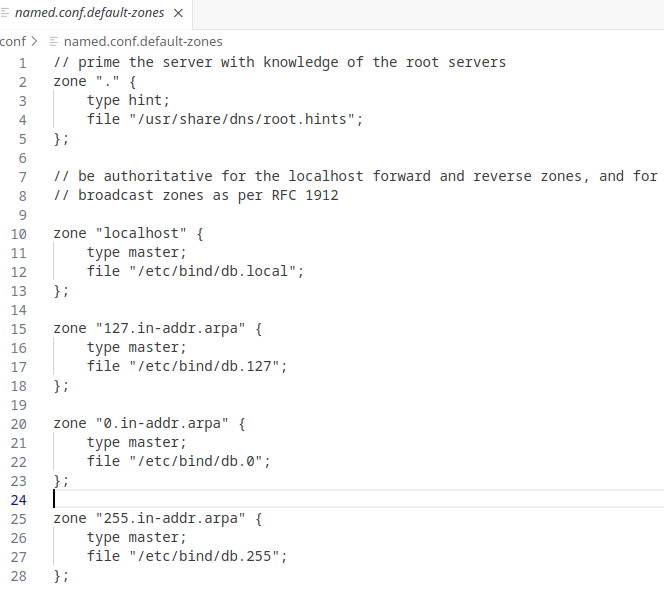 named.conf.default-zones
conf > named.conf.default-zones
1 // prime the server with knowledge of the root servers
2 zone "." {
3     type hint;
4     file "/usr/share/dns/root.hints";
5 };
6
7 // be authoritative for the localhost forward and reverse zones, and for
8 // broadcast zones as per RFC 1912
9
10 zone "localhost" {
11     type master;
12     file "/etc/bind/db.local";
13 };
14
15 zone "127.in-addr.arpa" {
16     type master;
17     file "/etc/bind/db.127";
18 };
19
20 zone "0.in-addr.arpa" {
21     type master;
22     file "/etc/bind/db.0";
23 };
24
25 zone "255.in-addr.arpa" {
26     type master;
27     file "/etc/bind/db.255";
28 };